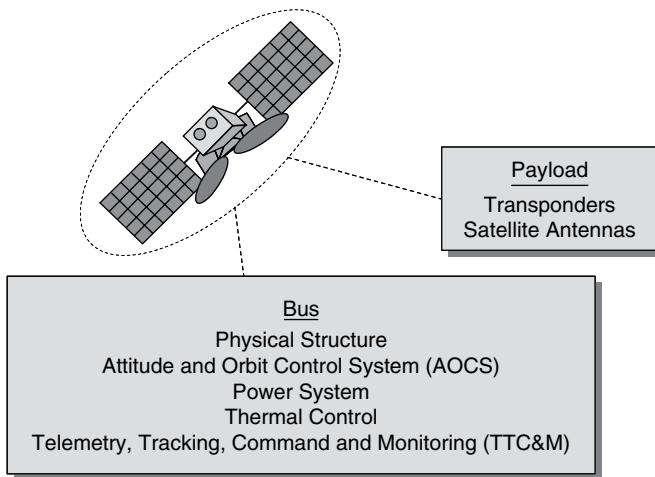 Payload
Transponders
Satellite Antennas
Bus
Physical Structure
Attitude and Orbit Control System (AOCS)
Power System
Thermal Control
Telemetry, Tracking, Command and Monitoring (TTC&M)